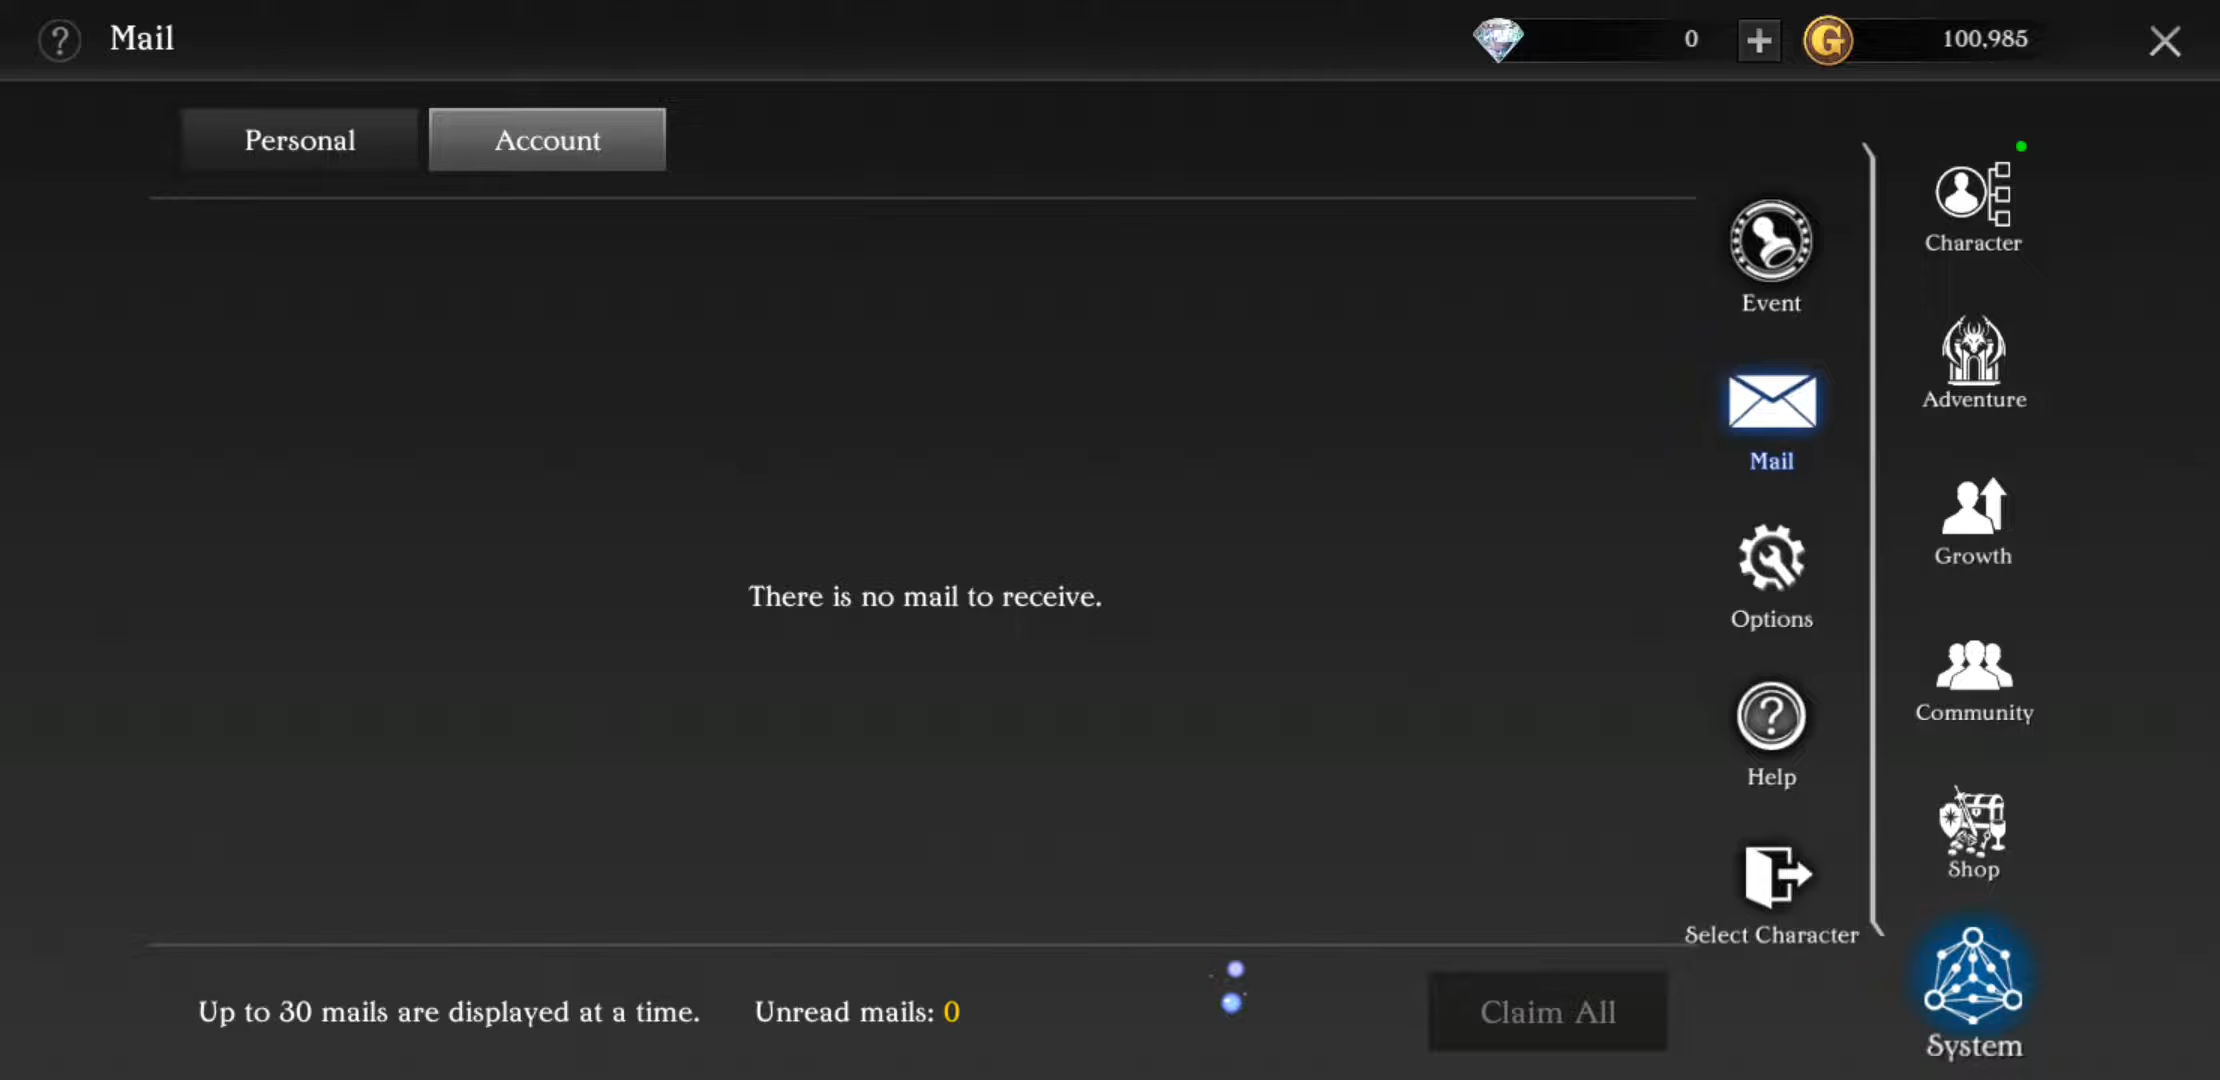 ? Mail
0 + G 100,985
Personal
Account
Event
Mail
Options
? Help
Select Character
Character
Adventure
Growth
Community
Shop
System
There is no mail to receive.
Up to 30 mails are displayed at a time. Unread mails: 0
Claim All